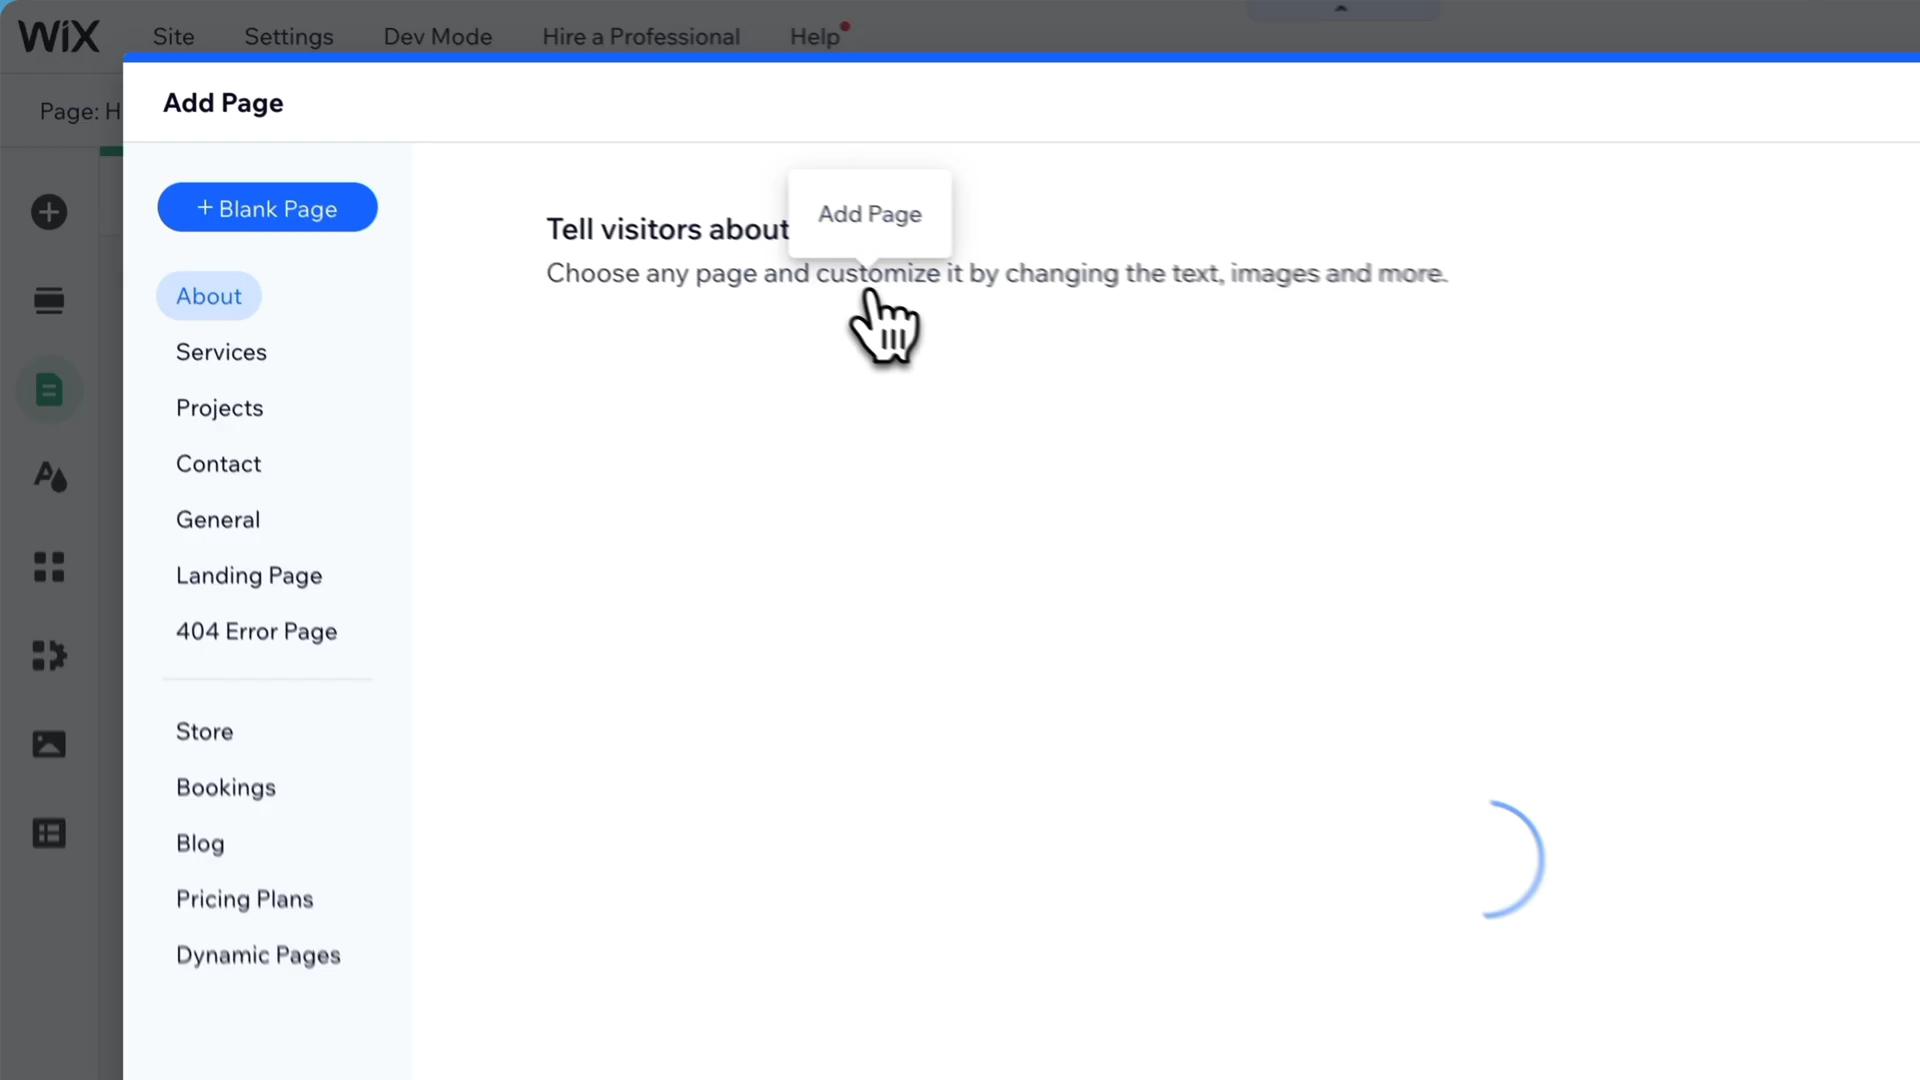 WiX
Site
Settings
Dev Mode
Hire a Professional
Help
Page: H
Add Page
+ Blank Page
About
Services
Projects
Contact
General
Landing Page
404 Error Page
Store
Bookings
Blog
Pricing Plans
Dynamic Pages
Tell visitors about
Add Page
Choose any page and customize it by changing the text, images and more.